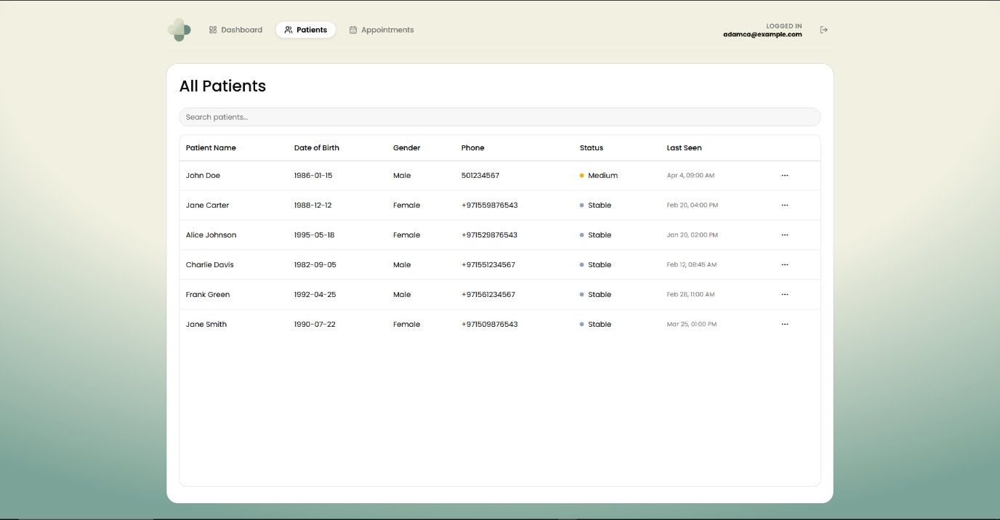 Dashboard Patients Appointments LOGGED IN
adamca@example.com
All Patients
Search patients...
Patient Name Date of Birth Gender Phone Status Last Seen
John Doe 1986-01-15 Male 501234567 Medium Apr 4, 09:00 AM ...
Jane Carter 1988-12-12 Female +971559876543 Stable Feb 20, 04:00 PM ...
Alice Johnson 1995-05-18 Female +971529876543 Stable Jan 20, 02:00 PM ...
Charlie Davis 1982-09-05 Male +971551234567 Stable Feb 12, 08:45 AM ...
Frank Green 1992-04-25 Male +971561234567 Stable Feb 28, 11:00 AM ...
Jane Smith 1990-07-22 Female +971509876543 Stable Mar 25, 01:00 PM ...